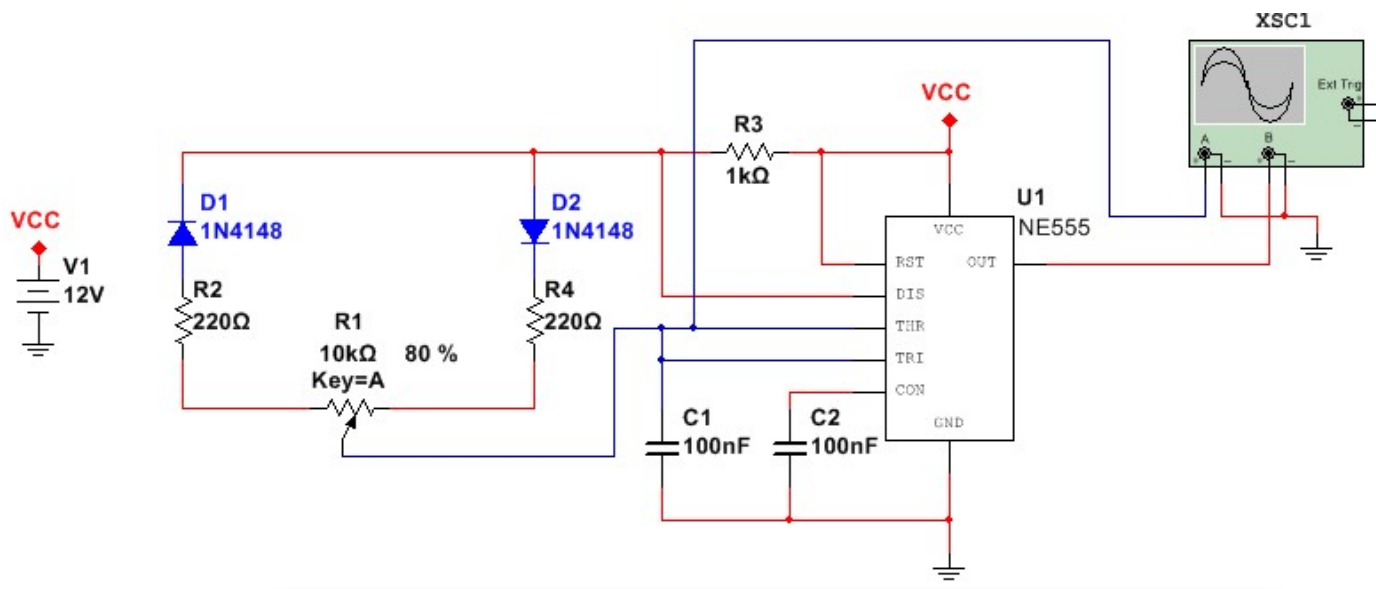 XSC1
Ext Trig
+
_
A
B
+ _ + _
VCC
R3
1kΩ
D1
1N4148
D2
1N4148
U1
NE555
VCC
V1
12V
VCC
RST
OUT
DIS
THR
TRI
CON
GND
R2
220Ω
R4
220Ω
R1
10kΩ 80 %
Key=A
C1
100nF
C2
100nF